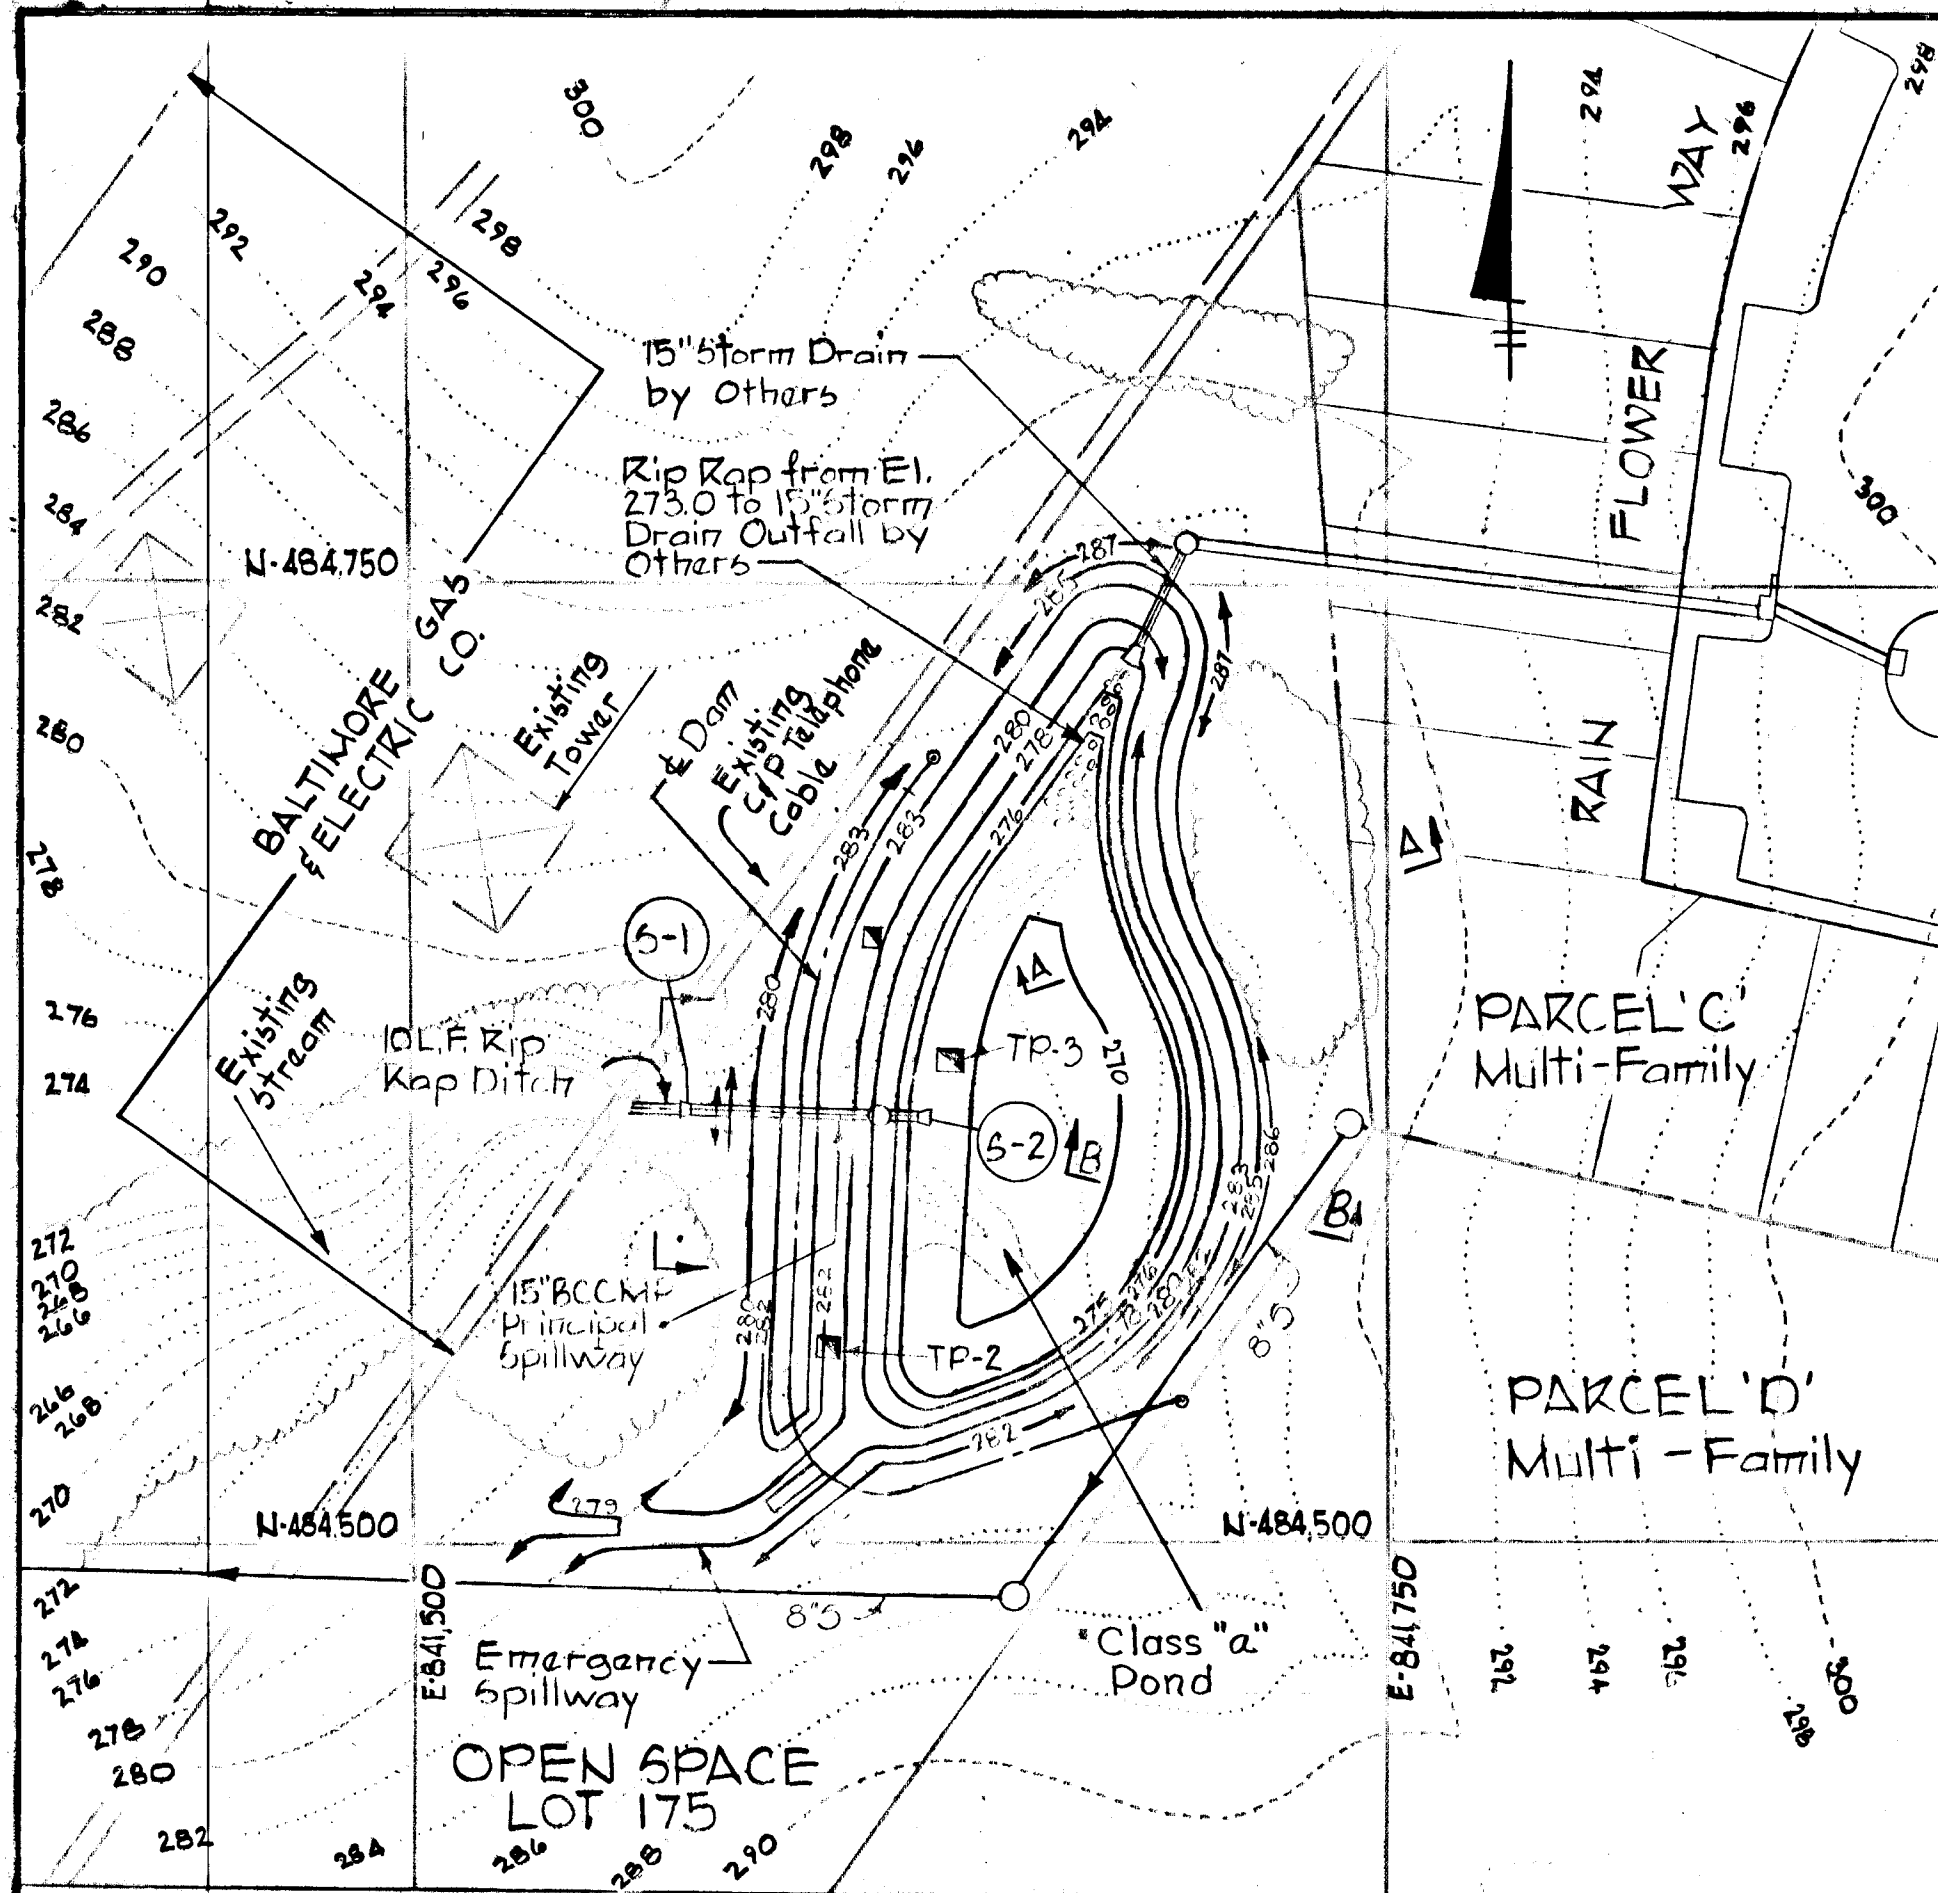 300
298
296
294
294
WAY
296
298
292
290
298
296
294
288
15" Storm Drain
by Others
286
Rip Rap from El.
273.0 to 15" Storm
Drain Outfall by
Others
FLOWER
300
284
N-484,750
287
285
282
BALTIMORE GAS
& ELECTRIC CO.
Existing
Tower
℄ Dam
Existing
C&P Telephone
Cable
287
280
278
276
280
RAIN
283
283
A
278
S-1
A
280
Existing
Stream
276
10 L.F. Rip
Rap Ditch
TP-3
270
PARCEL 'C'
Multi-Family
274
S-2
B
283
285
286
B
272
270
268
266
15" BCCMP
Principal
Spillway
280
282
282
275
276
278
280
282
8"S
TP-2
266
268
PARCEL 'D'
Multi-Family
282
270
279
N-484,500
N-484,500
E-841,500
E-841,750
272
274
276
8"S
Emergency
Spillway
"Class "a"
Pond
292
294
296
298
300
278
280
OPEN SPACE
LOT 175
282
284
286
288
290